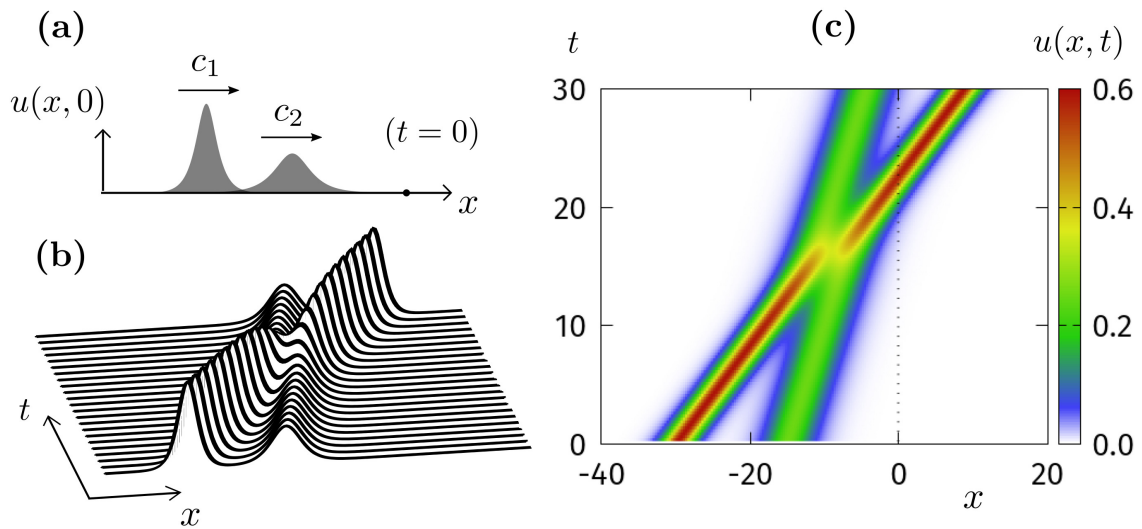 (a)
c₁
c₂
u(x, 0)
(t = 0)
x
(b)
t
x
(c)
t
u(x, t)
30
20
10
0
-40
-20
0
20
x
0.6
0.4
0.2
0.0